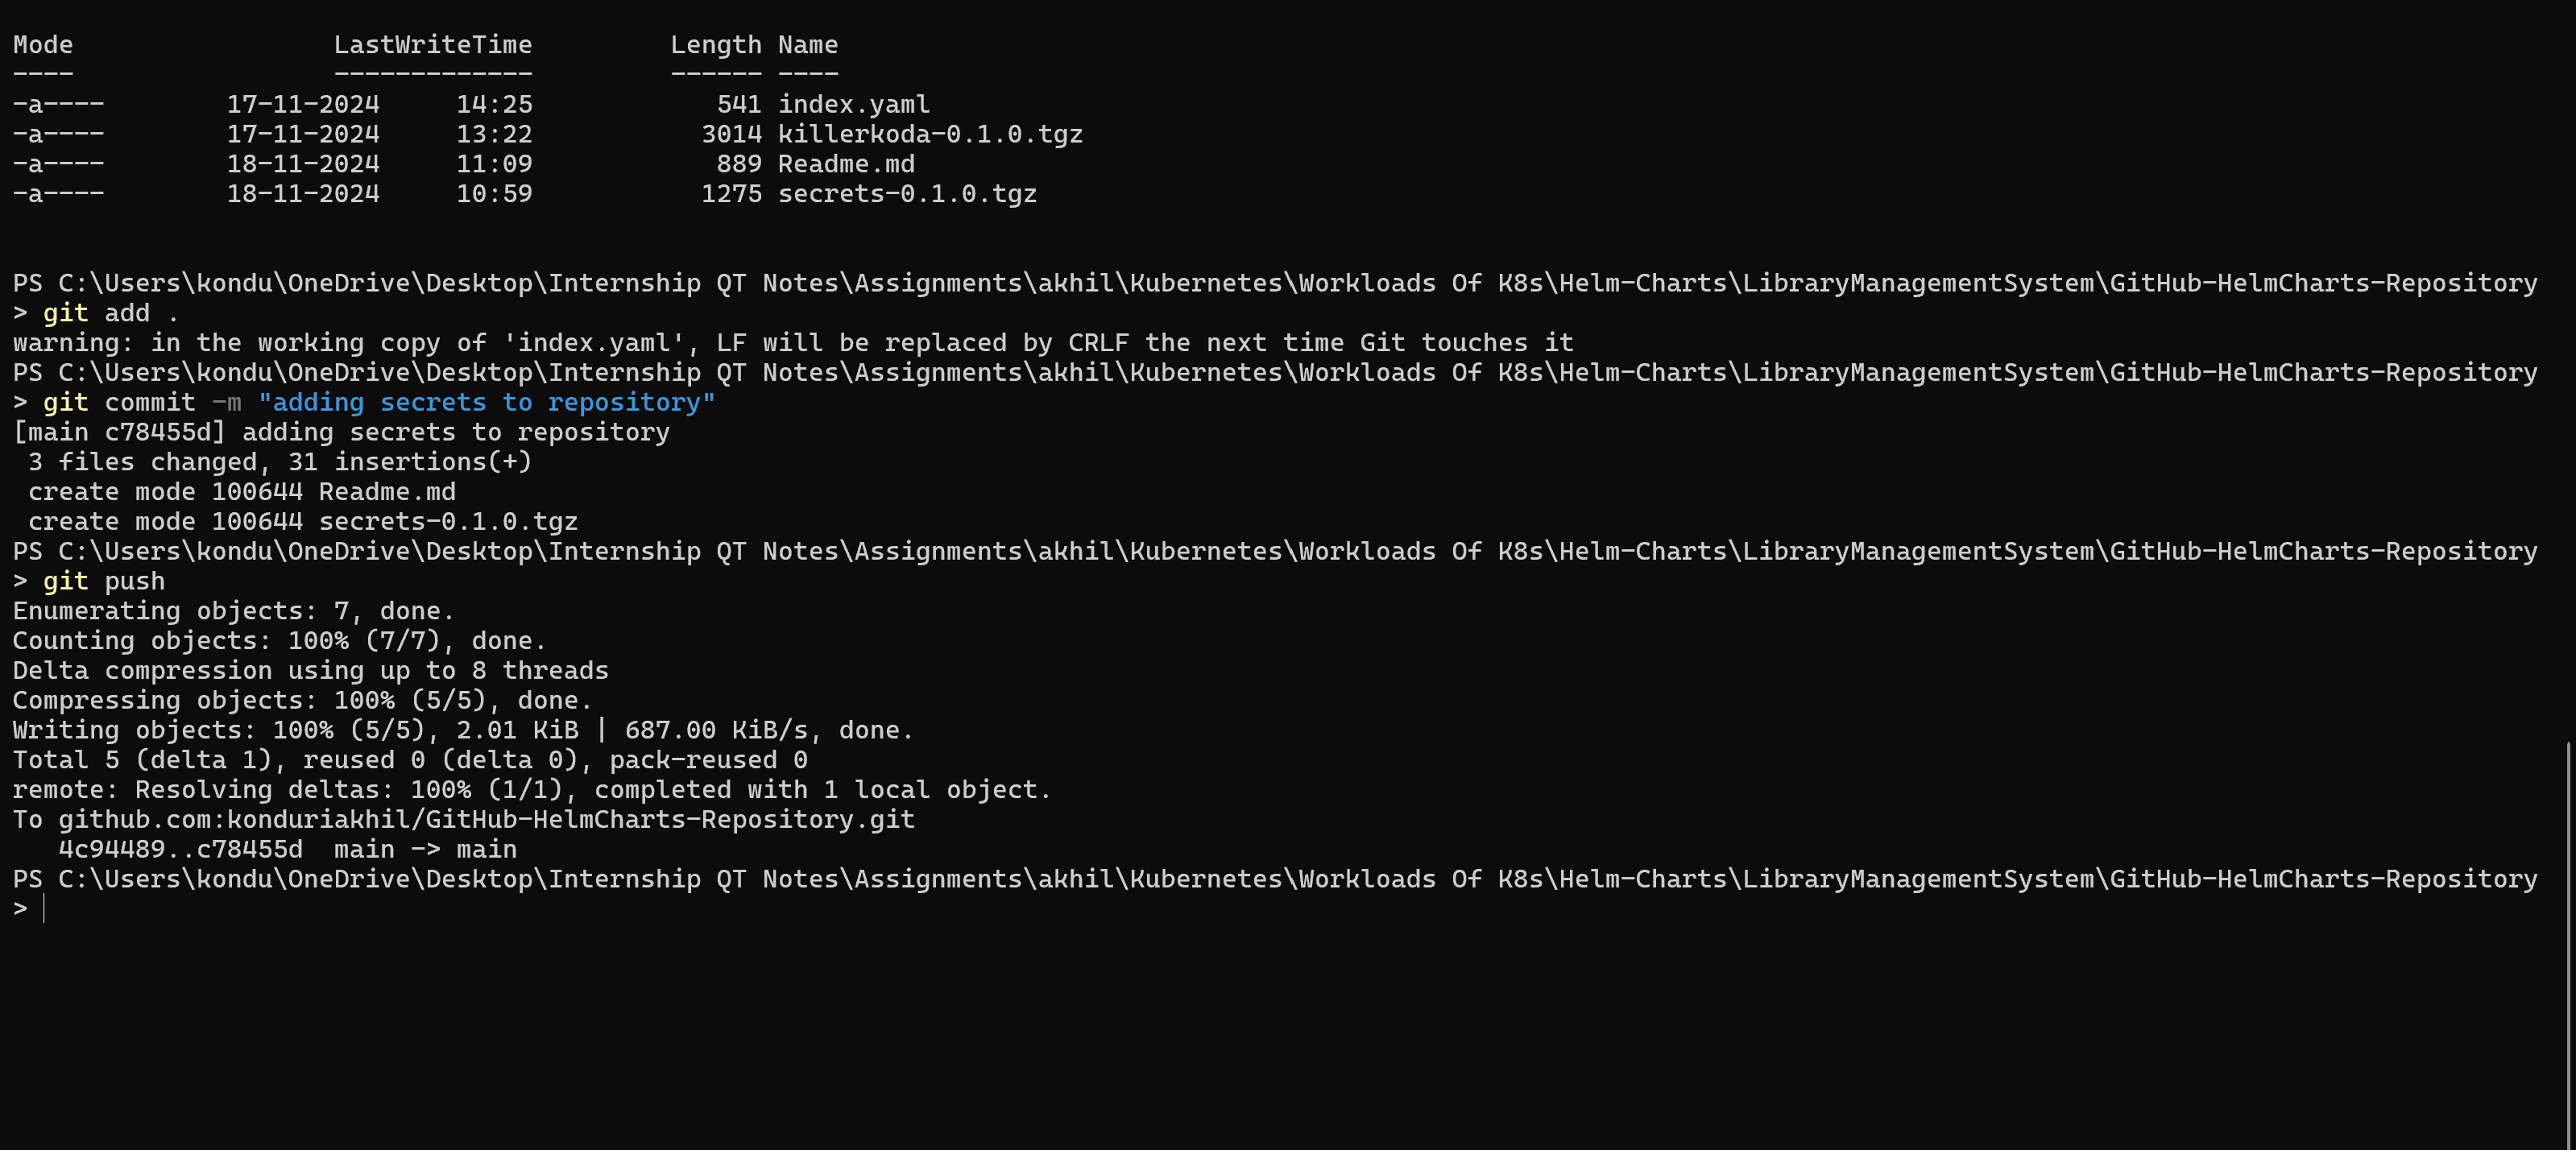 Mode                 LastWriteTime         Length Name
----                 -------------         ------ ----
-a----        17-11-2024     14:25            541 index.yaml
-a----        17-11-2024     13:22           3014 killerkoda-0.1.0.tgz
-a----        18-11-2024     11:09            889 Readme.md
-a----        18-11-2024     10:59           1275 secrets-0.1.0.tgz
PS C:\Users\kondu\OneDrive\Desktop\Internship QT Notes\Assignments\akhil\Kubernetes\Workloads Of K8s\Helm-Charts\LibraryManagementSystem\GitHub-HelmCharts-Repository
> git add .
warning: in the working copy of 'index.yaml', LF will be replaced by CRLF the next time Git touches it
PS C:\Users\kondu\OneDrive\Desktop\Internship QT Notes\Assignments\akhil\Kubernetes\Workloads Of K8s\Helm-Charts\LibraryManagementSystem\GitHub-HelmCharts-Repository
> git commit -m "adding secrets to repository"
[main c78455d] adding secrets to repository
 3 files changed, 31 insertions(+)
 create mode 100644 Readme.md
 create mode 100644 secrets-0.1.0.tgz
PS C:\Users\kondu\OneDrive\Desktop\Internship QT Notes\Assignments\akhil\Kubernetes\Workloads Of K8s\Helm-Charts\LibraryManagementSystem\GitHub-HelmCharts-Repository
> git push
Enumerating objects: 7, done.
Counting objects: 100% (7/7), done.
Delta compression using up to 8 threads
Compressing objects: 100% (5/5), done.
Writing objects: 100% (5/5), 2.01 KiB | 687.00 KiB/s, done.
Total 5 (delta 1), reused 0 (delta 0), pack-reused 0
remote: Resolving deltas: 100% (1/1), completed with 1 local object.
To github.com:konduriakhil/GitHub-HelmCharts-Repository.git
   4c94489..c78455d  main -> main
PS C:\Users\kondu\OneDrive\Desktop\Internship QT Notes\Assignments\akhil\Kubernetes\Workloads Of K8s\Helm-Charts\LibraryManagementSystem\GitHub-HelmCharts-Repository
>